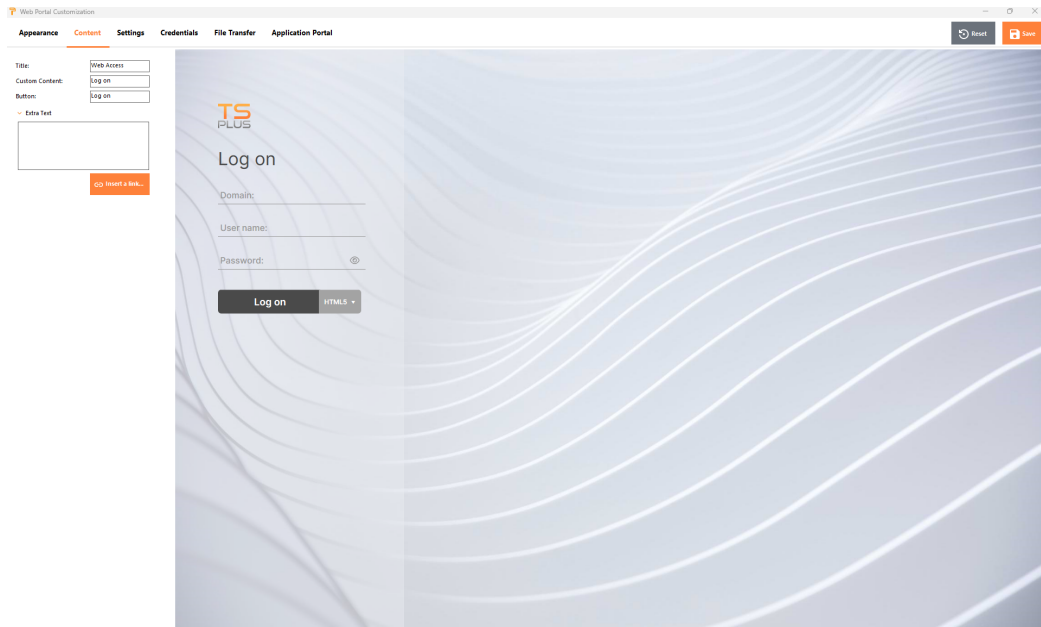 Web Portal Customization
Appearance Content Settings Credentials File Transfer Application Portal Reset Save
Title: Web Access
Custom Content: Log on
Button: Log on
Extra Text
Insert a link...
TS
PLUS
Log on
Domain:
User name:
Password:
Log on HTML5